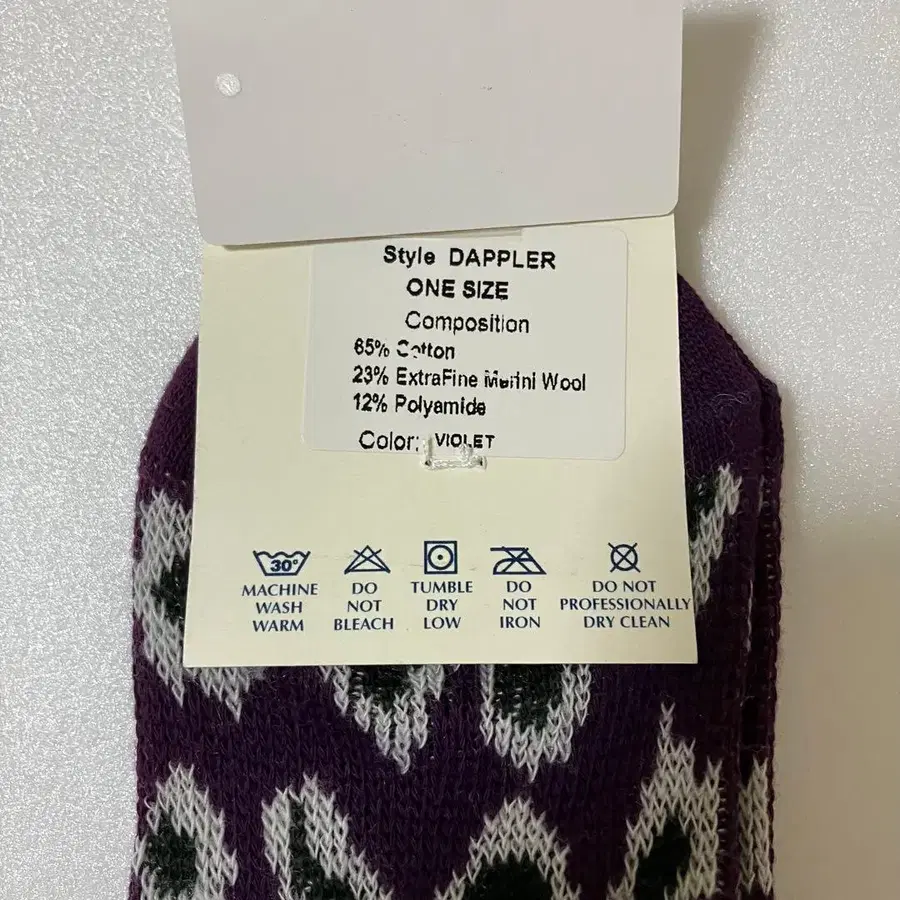 Style DAPPLER
ONE SIZE
Composition
65% Cotton
23% ExtraFine Merini Wool
12% Polyamide
Color: VIOLET
30°
MACHINE WASH WARM
DO NOT BLEACH
TUMBLE DRY LOW
DO NOT IRON
DO NOT PROFESSIONALLY DRY CLEAN